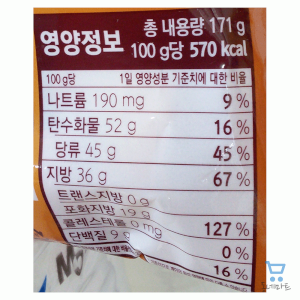 영양정보
총 내용량 171 g
100 g당 570 kcal
100 g당 1일 영양성분 기준치에 대한 비율
나트륨 190 mg 9 %
탄수화물 52 g 16 %
당류 45 g 45 %
지방 36 g 67 %
트랜스지방 0 g
포화지방 19 g 127 %
콜레스테롤 0 mg 0 %
단백질 9 g 16 %